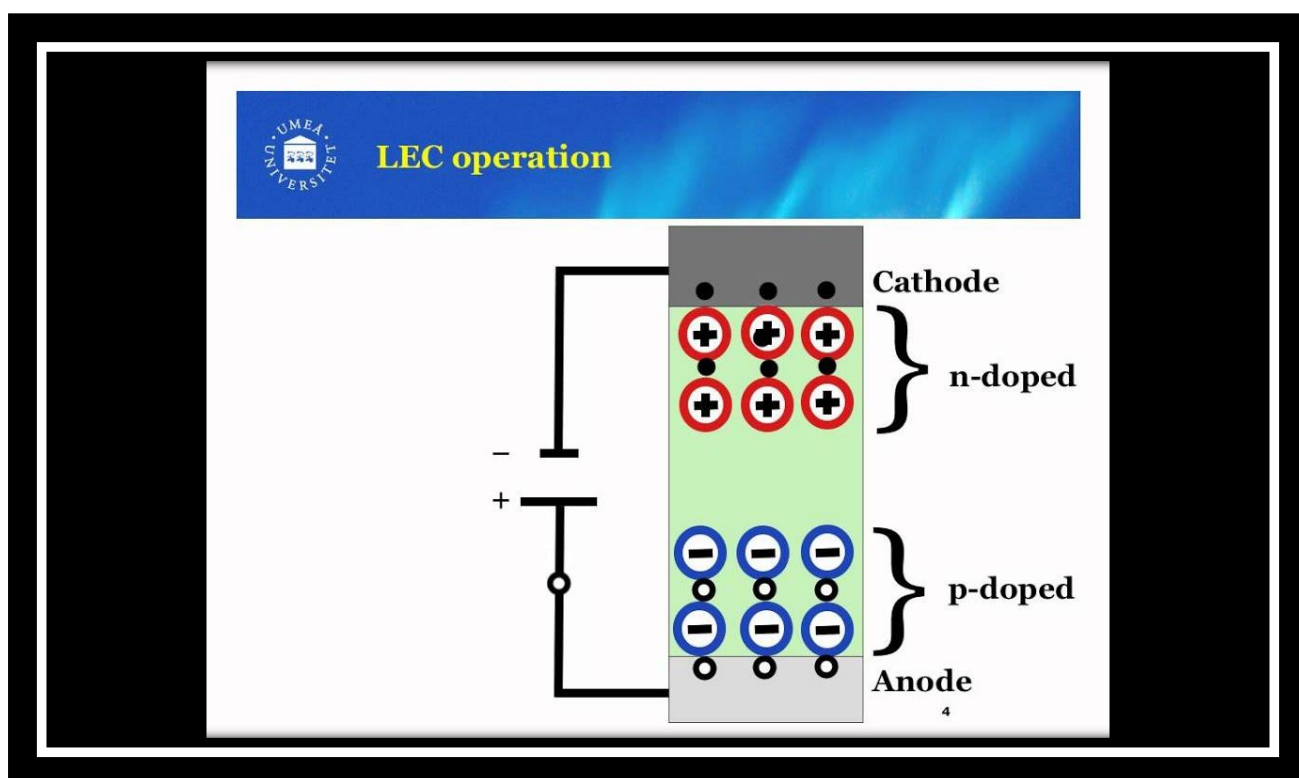 UMEÅ UNIVERSITET
LEC operation
Cathode
n-doped
−
+
p-doped
Anode
4